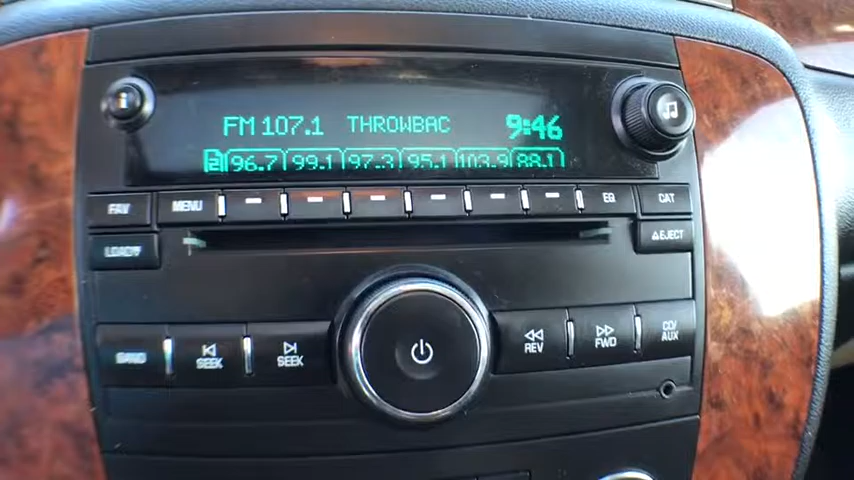 FM 107.1 THROWBAC 9:46
2 96.7 99.1 97.3 95.1 103.9 88.1
FAV MENU EQ CAT
LOAD EJECT
BAND SEEK SEEK REV FWD CD/AUX